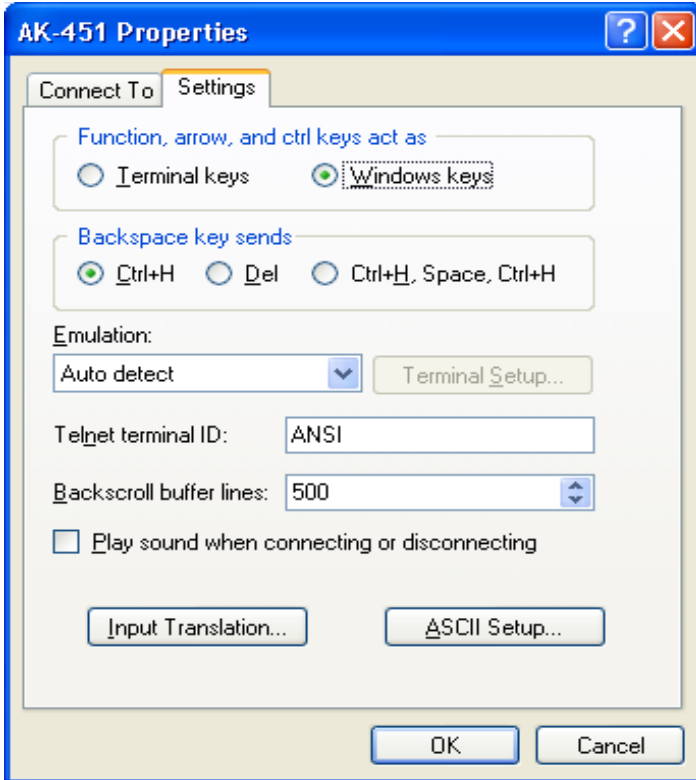 AK-451 Properties
Connect To Settings
Function, arrow, and ctrl keys act as
Terminal keys Windows keys
Backspace key sends
Ctrl+H Del Ctrl+H, Space, Ctrl+H
Emulation:
Auto detect Terminal Setup...
Telnet terminal ID: ANSI
Backscroll buffer lines: 500
Play sound when connecting or disconnecting
Input Translation... ASCII Setup...
OK Cancel